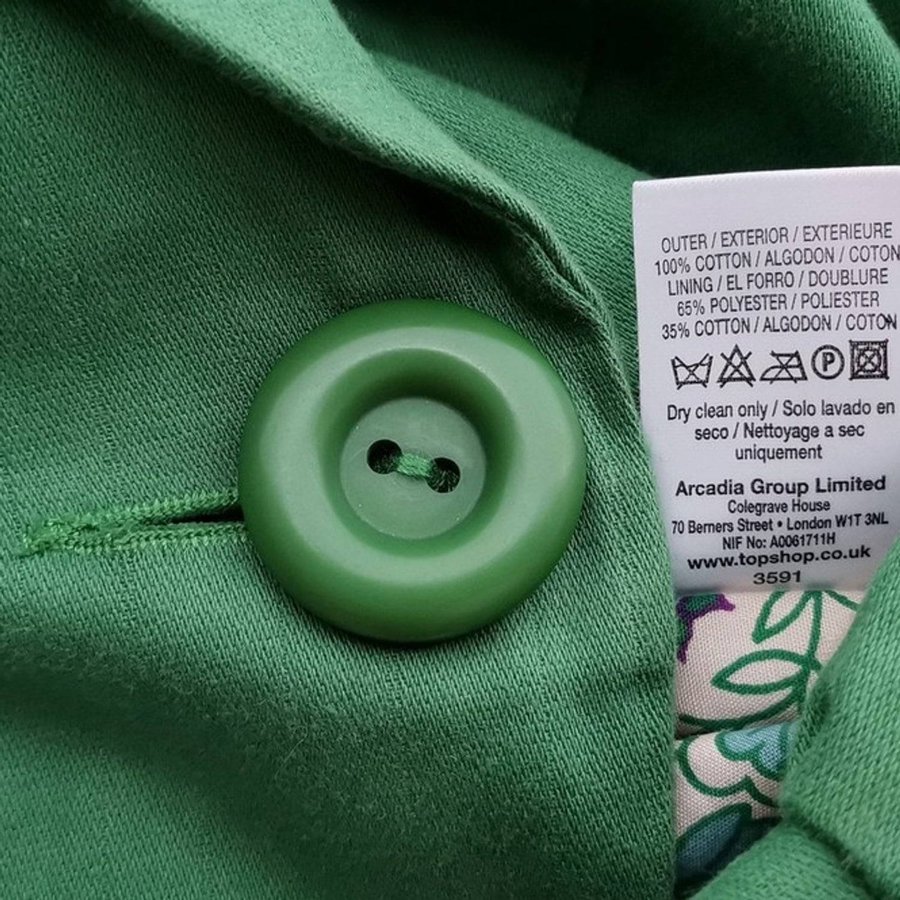 OUTER / EXTERIOR / EXTERIEURE
100% COTTON / ALGODON / COTON
LINING / EL FORRO / DOUBLURE
65% POLYESTER / POLIESTER
35% COTTON / ALGODON / COTON
P
Dry clean only / Solo lavado en
seco / Nettoyage a sec
uniquement
Arcadia Group Limited
Colegrave House
70 Berners Street • London W1T 3NL
NIF No: A0061711H
www.topshop.co.uk
3591